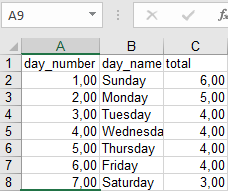 A9
A B C
1 day_number day_name total
2 1,00 Sunday 6,00
3 2,00 Monday 5,00
4 3,00 Tuesday 4,00
5 4,00 Wednesda 4,00
6 5,00 Thursday 4,00
7 6,00 Friday 4,00
8 7,00 Saturday 3,00